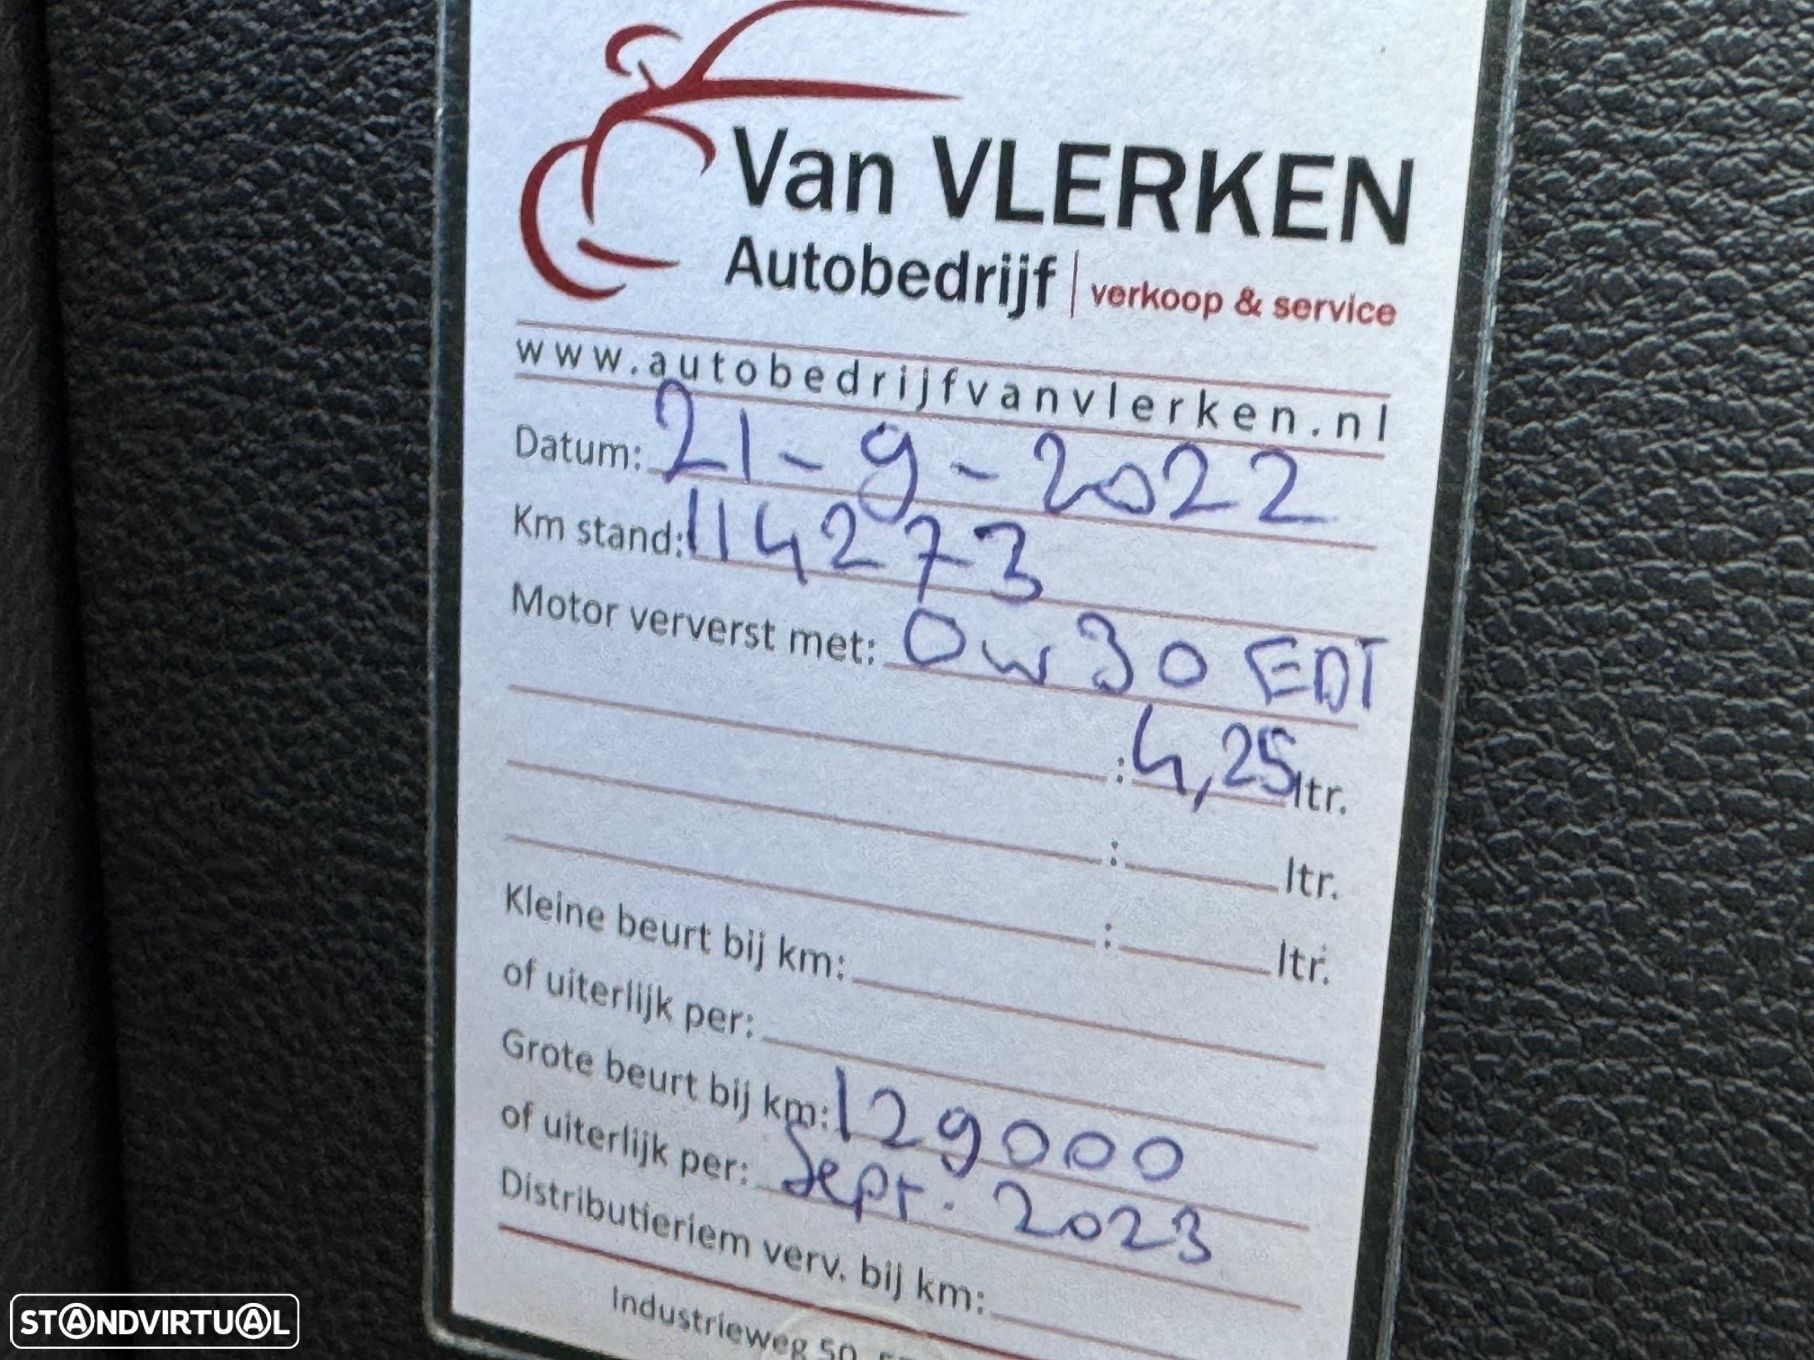 Van VLERKEN
Autobedrijf | verkoop & service
www.autobedrijfvanvlerken.nl
Datum: 21-9-2022
Km stand: 114273
Motor ververst met: 0w30 EDT
: 4,25 ltr.
: ltr.
: ltr.
Kleine beurt bij km:
of uiterlijk per:
Grote beurt bij km: 129000
of uiterlijk per: Sept. 2023
Distributieriem verv. bij km:
Industrieweg 50,
STANDVIRTUAL